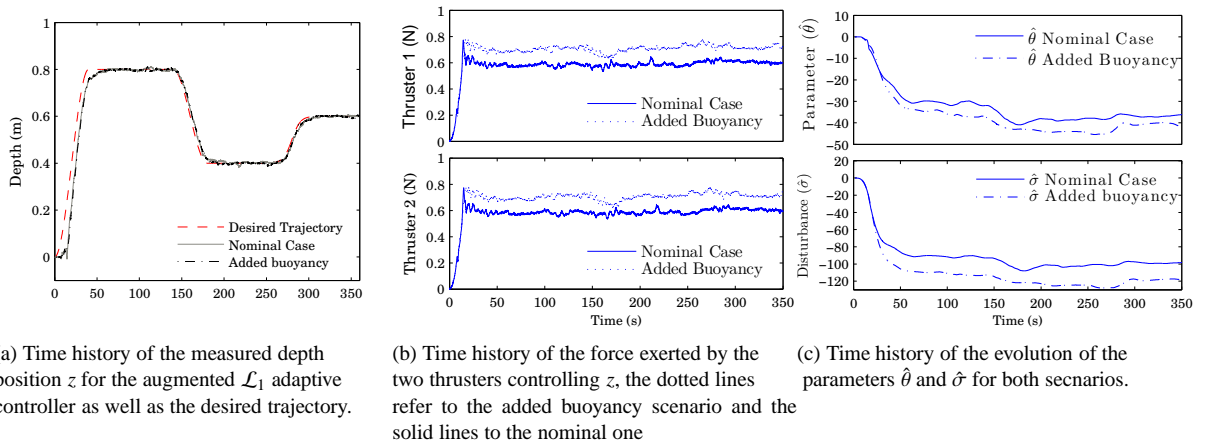 1
0.8
0.6
0.4
0.2
0
Depth (m)
Desired Trajectory
Nominal Case
Added buoyancy
0 50 100 150 200 250 300 350
1
0.8
0.6
0.4
0.2
0
Thruster 1 (N)
Nominal Case
Added Buoyancy
1
0.8
0.6
0.4
0.2
0
Thruster 2 (N)
Nominal Case
Added Buoyancy
0 50 100 150 200 250 300 350
Time (s)
10
0
−10
−20
−30
−40
50
Parameter (θ̂)
θ̂ Nominal Case
θ̂ Added Buoyancy
20
0
−20
−40
−60
−80
−100
−120
Disturbance (σ̂)
σ̂ Nominal Case
σ̂ Added buoyancy
0 50 100 150 200 250 300 350
Time (s)
a) Time history of the measured depth
position z for the augmented ℒ₁ adaptive
controller as well as the desired trajectory.
(b) Time history of the force exerted by the
two thrusters controlling z, the dotted lines
refer to the added buoyancy scenario and the
solid lines to the nominal one
(c) Time history of the evolution of the
parameters θ̂ and σ̂ for both secnarios.